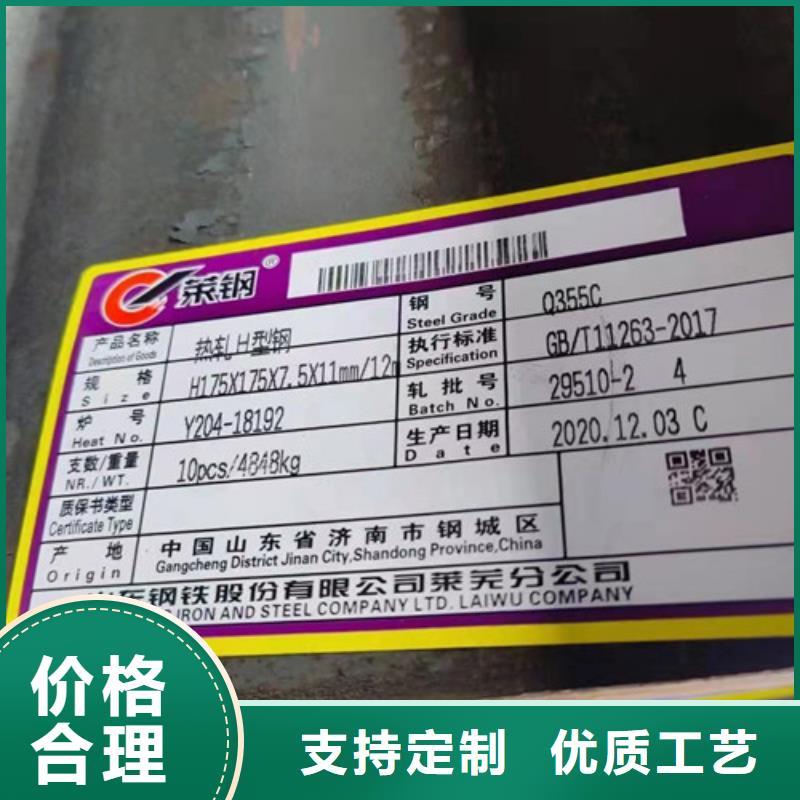 莱钢®
产品名称 热轧H型钢 钢号 Q355C
Description of Goods Steel Grade
规格 H175X175X7.5X11mm/12m 执行标准 GB/T11263-2017
Size Specification
炉号 Y204-18192 轧批号 29510-2 4
Heat No. Batch No.
支数/重量 10pcs/4848kg 生产日期 2020.12.03 C
NR./WT. Date
质保书类型
Certificate Type
产地 中国山东省济南市钢城区
Origin Gangcheng District Jinan City,Shandong Province,China
东钢铁股份有限公司莱芜分公司
IRON AND STEEL COMPANY LTD. LAIWU COMPANY
价格
合理
支持定制 优质工艺